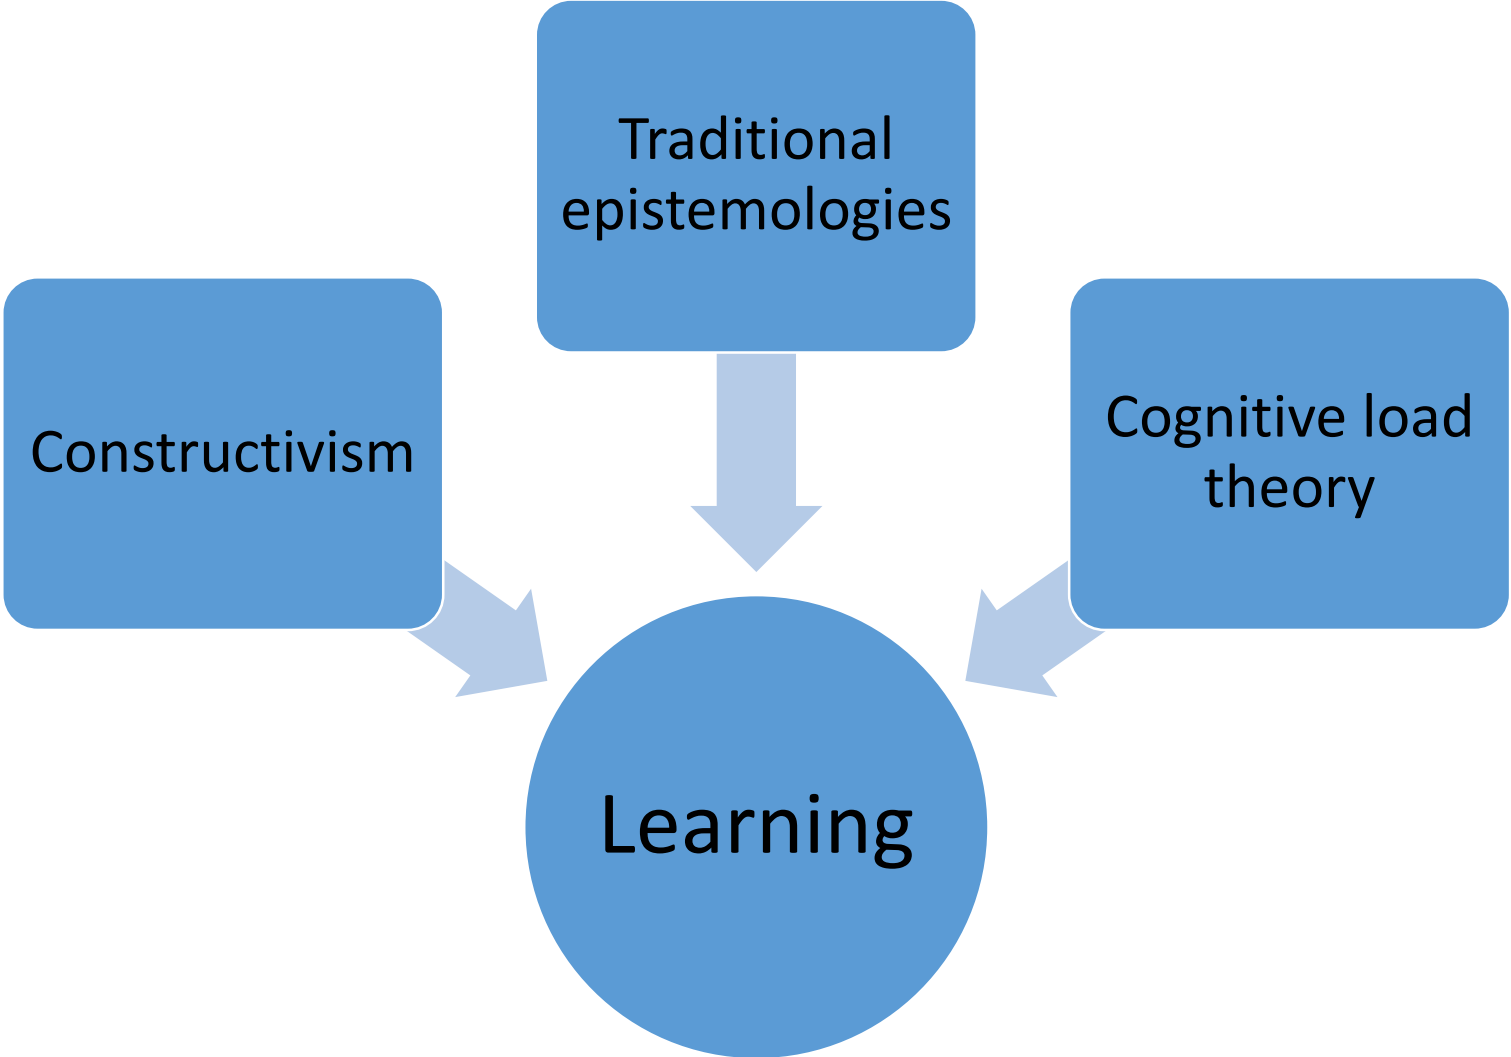 Traditional
epistemologies
Constructivism
Cognitive load
theory
Learning